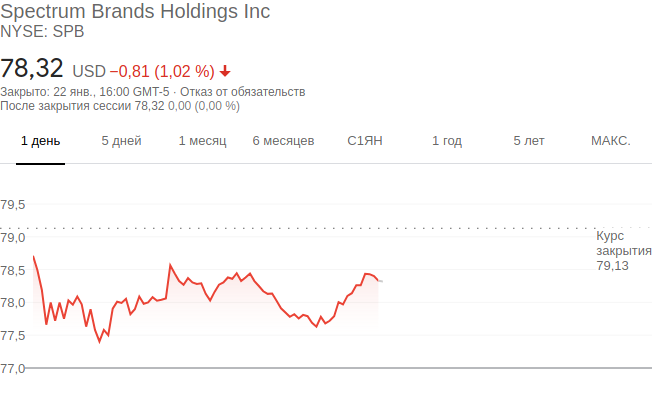 Spectrum Brands Holdings Inc
NYSE: SPB
78,32 USD −0,81 (1,02 %)
Закрыто: 22 янв., 16:00 GMT-5 · Отказ от обязательств
После закрытия сессии 78,32 0,00 (0,00 %)
1 день 5 дней 1 месяц 6 месяцев С1ЯН 1 год 5 лет МАКС.
79,5
79,0
78,5
78,0
77,5
77,0
Курс
закрытия
79,13